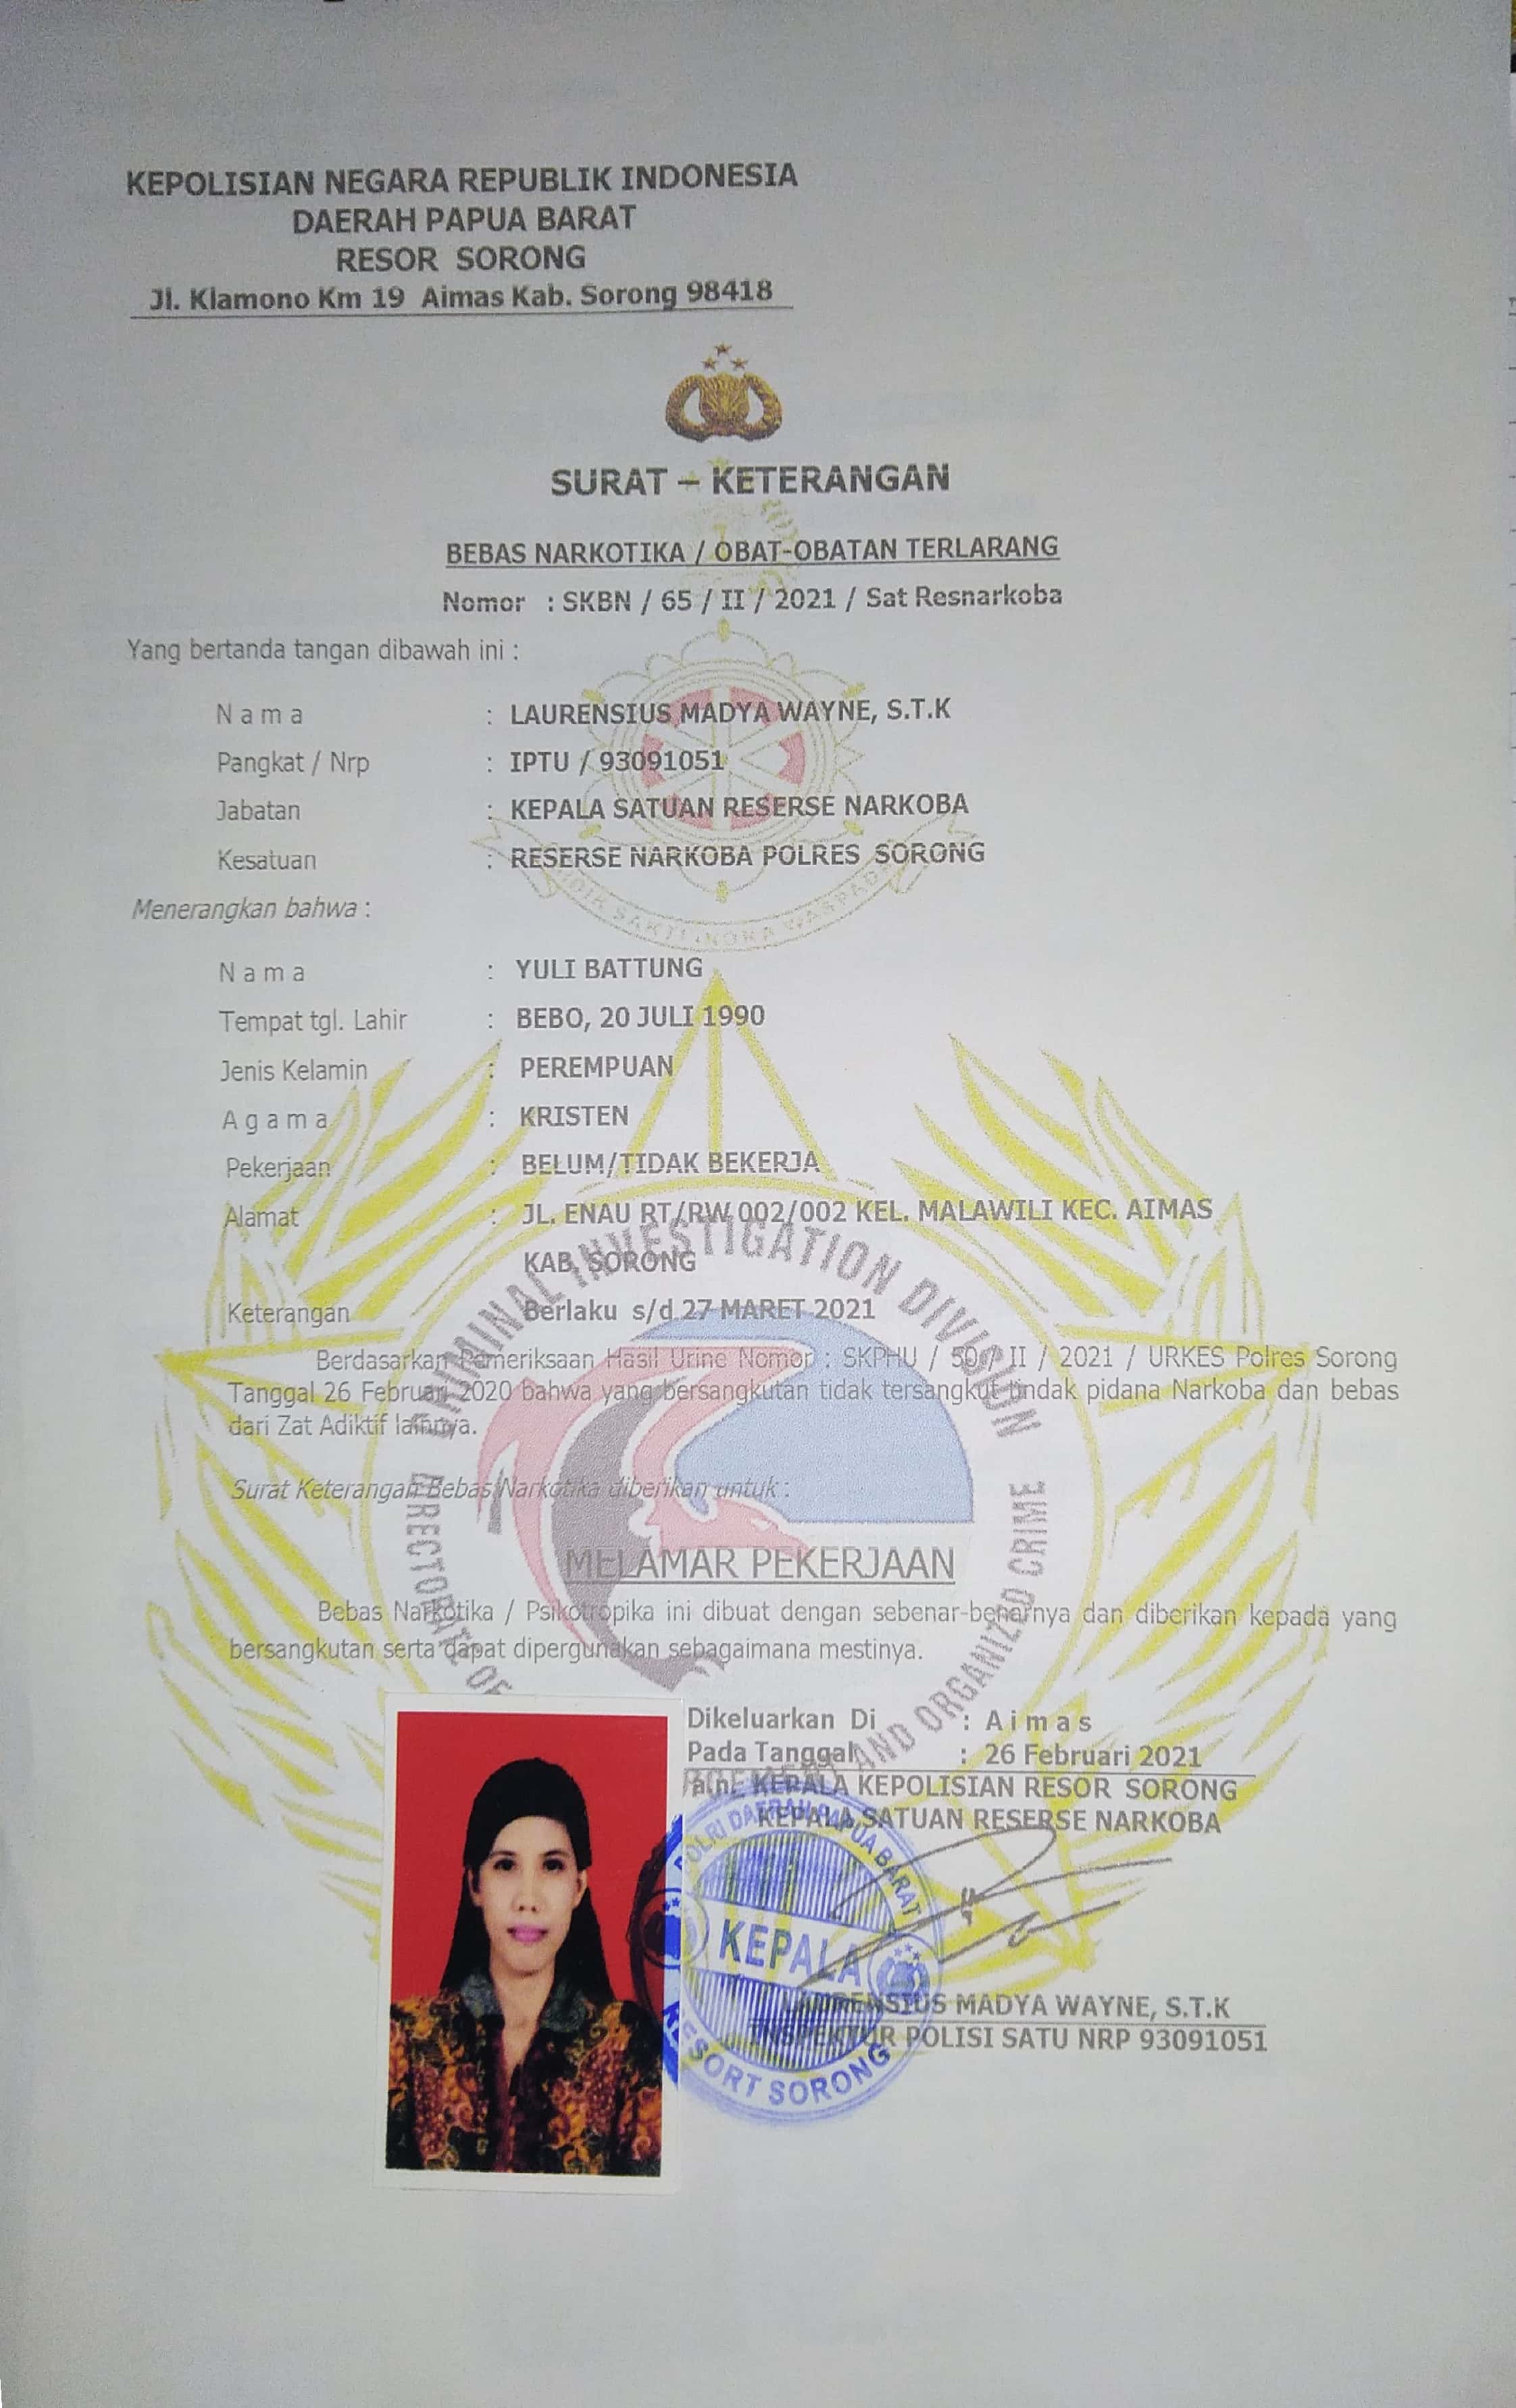 KEPOLISIAN NEGARA REPUBLIK INDONESIA
DAERAH PAPUA BARAT
RESOR SORONG
Jl. Klamono Km 19 Aimas Kab. Sorong 98418
SURAT – KETERANGAN
BEBAS NARKOTIKA / OBAT-OBATAN TERLARANG
Nomor : SKBN / 65 / II / 2021 / Sat Resnarkoba
Yang bertanda tangan dibawah ini :
N a m a : LAURENSIUS MADYA WAYNE, S.T.K
Pangkat / Nrp : IPTU / 93091051
Jabatan : KEPALA SATUAN RESERSE NARKOBA
Kesatuan : RESERSE NARKOBA POLRES SORONG
SIDIK SAKTI INDRA WASPADA
Menerangkan bahwa :
N a m a : YULI BATTUNG
Tempat tgl. Lahir : BEBO, 20 JULI 1990
Jenis Kelamin : PEREMPUAN
A g a m a : KRISTEN
Pekerjaan : BELUM/TIDAK BEKERJA
Alamat : JL. ENAU RT/RW 002/002 KEL. MALAWILI KEC. AIMAS
KAB. SORONG
Keterangan Berlaku s/d 27 MARET 2021
CRIMINAL INVESTIGATION DIVISION
Berdasarkan Pemeriksaan Hasil Urine Nomor : SKPHU / 50 / II / 2021 / URKES Polres Sorong
Tanggal 26 Februari 2020 bahwa yang bersangkutan tidak tersangkut tindak pidana Narkoba dan bebas
dari Zat Adiktif lainnya.
Surat Keterangan Bebas Narkotika diberikan untuk :
MELAMAR PEKERJAAN
DIRECTORATE OF AND ORGANIZED CRIME
Bebas Narkotika / Psikotropika ini dibuat dengan sebenar-benarnya dan diberikan kepada yang
bersangkutan serta dapat dipergunakan sebagaimana mestinya.
Dikeluarkan Di : A i m a s
Pada Tanggal : 26 Februari 2021
a.n. KEPALA KEPOLISIAN RESOR SORONG
KEPALA SATUAN RESERSE NARKOBA
POLRI DAERAH PAPUA BARAT
KEPALA
RESORT SORONG
LAURENSIUS MADYA WAYNE, S.T.K
INSPEKTUR POLISI SATU NRP 93091051